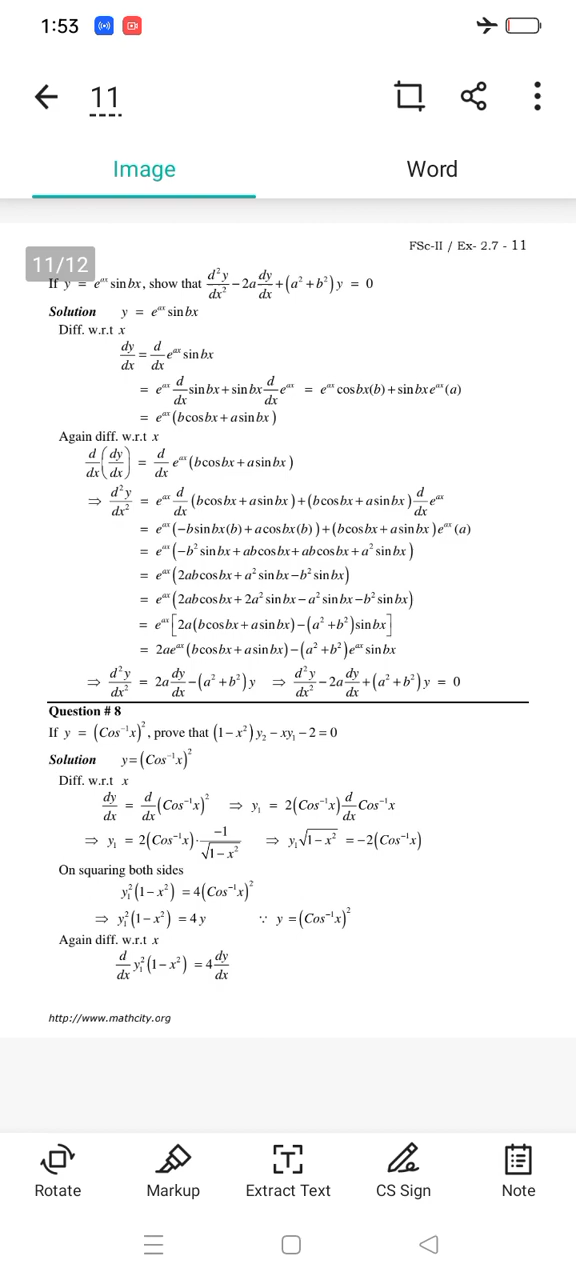 1:53
11
Image
Word
FSc-II / Ex- 2.7 - 11
11/12
If y = e^{ax} sin bx, show that d²y/dx² − 2a dy/dx + (a² + b²) y = 0
Solution y = e^{ax} sin bx
Diff. w.r.t x
dy/dx = d/dx e^{ax} sin bx
= e^{ax} d/dx sin bx + sin bx d/dx e^{ax} = e^{ax} cos bx(b) + sin bx e^{ax} (a)
= e^{ax} (b cos bx + a sin bx)
Again diff. w.r.t x
d/dx (dy/dx) = d/dx e^{ax} (b cos bx + a sin bx)
⇒ d²y/dx² = e^{ax} d/dx (b cos bx + a sin bx) + (b cos bx + a sin bx) d/dx e^{ax}
= e^{ax} (−b sin bx(b) + a cos bx(b)) + (b cos bx + a sin bx) e^{ax} (a)
= e^{ax} (−b² sin bx + ab cos bx + ab cos bx + a² sin bx)
= e^{ax} (2ab cos bx + a² sin bx − b² sin bx)
= e^{ax} (2ab cos bx + 2a² sin bx − a² sin bx − b² sin bx)
= e^{ax} [2a (b cos bx + a sin bx) − (a² + b²) sin bx]
= 2ae^{ax} (b cos bx + a sin bx) − (a² + b²) e^{ax} sin bx
⇒ d²y/dx² = 2a dy/dx − (a² + b²) y ⇒ d²y/dx² − 2a dy/dx + (a² + b²) y = 0
Question # 8
If y = (Cos⁻¹x)², prove that (1 − x²) y₂ − xy₁ − 2 = 0
Solution y = (Cos⁻¹x)²
Diff. w.r.t x
dy/dx = d/dx (Cos⁻¹x)² ⇒ y₁ = 2(Cos⁻¹x) d/dx Cos⁻¹x
⇒ y₁ = 2(Cos⁻¹x) · −1/√(1 − x²) ⇒ y₁√(1 − x²) = −2(Cos⁻¹x)
On squaring both sides
y₁² (1 − x²) = 4(Cos⁻¹x)²
⇒ y₁² (1 − x²) = 4y ∵ y = (Cos⁻¹x)²
Again diff. w.r.t x
d/dx y₁² (1 − x²) = 4 dy/dx
http://www.mathcity.org
Rotate
Markup
Extract Text
CS Sign
Note